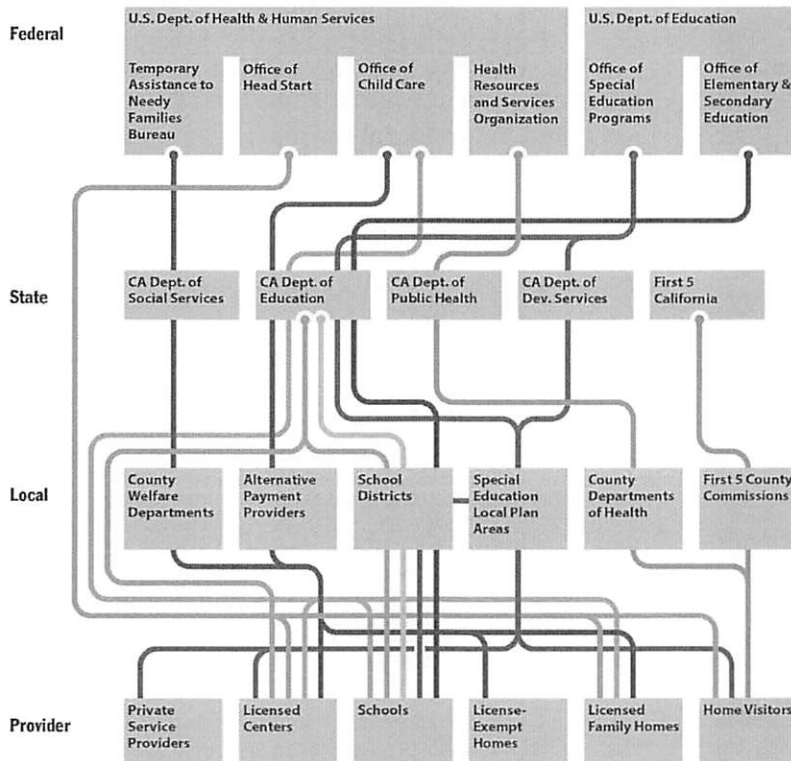 Federal
U.S. Dept. of Health & Human Services
U.S. Dept. of Education
Temporary
Assistance to
Needy
Families
Bureau
Office of
Head Start
Office of
Child Care
Health
Resources
and Services
Organization
Office of
Special
Education
Programs
Office of
Elementary &
Secondary
Education
State
CA Dept. of
Social Services
CA Dept. of
Education
CA Dept. of
Public Health
CA Dept. of
Dev. Services
First 5
California
Local
County
Welfare
Departments
Alternative
Payment
Providers
School
Districts
Special
Education
Local Plan
Areas
County
Departments
of Health
First 5 County
Commissions
Provider
Private
Service
Providers
Licensed
Centers
Schools
License-
Exempt
Homes
Licensed
Family Homes
Home Visitors